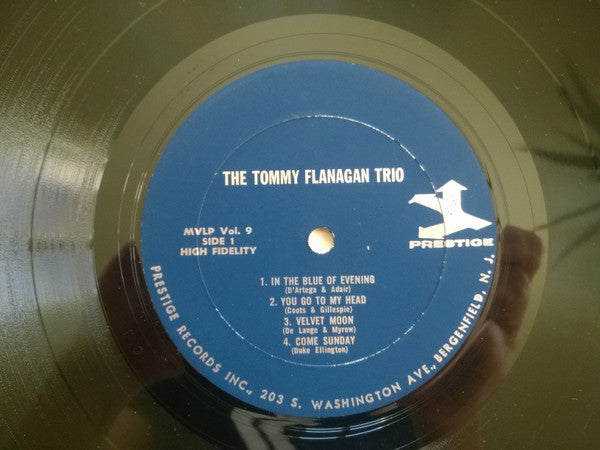 THE TOMMY FLANAGAN TRIO
MVLP Vol. 9
SIDE 1
HIGH FIDELITY
PRESTIGE
1. IN THE BLUE OF EVENING
(D'Artega & Adair)
2. YOU GO TO MY HEAD
(Coots & Gillespie)
3. VELVET MOON
(De Lange & Myrow)
4. COME SUNDAY
(Duke Ellington)
PRESTIGE RECORDS INC., 203 S. WASHINGTON AVE., BERGENFIELD, N. J.